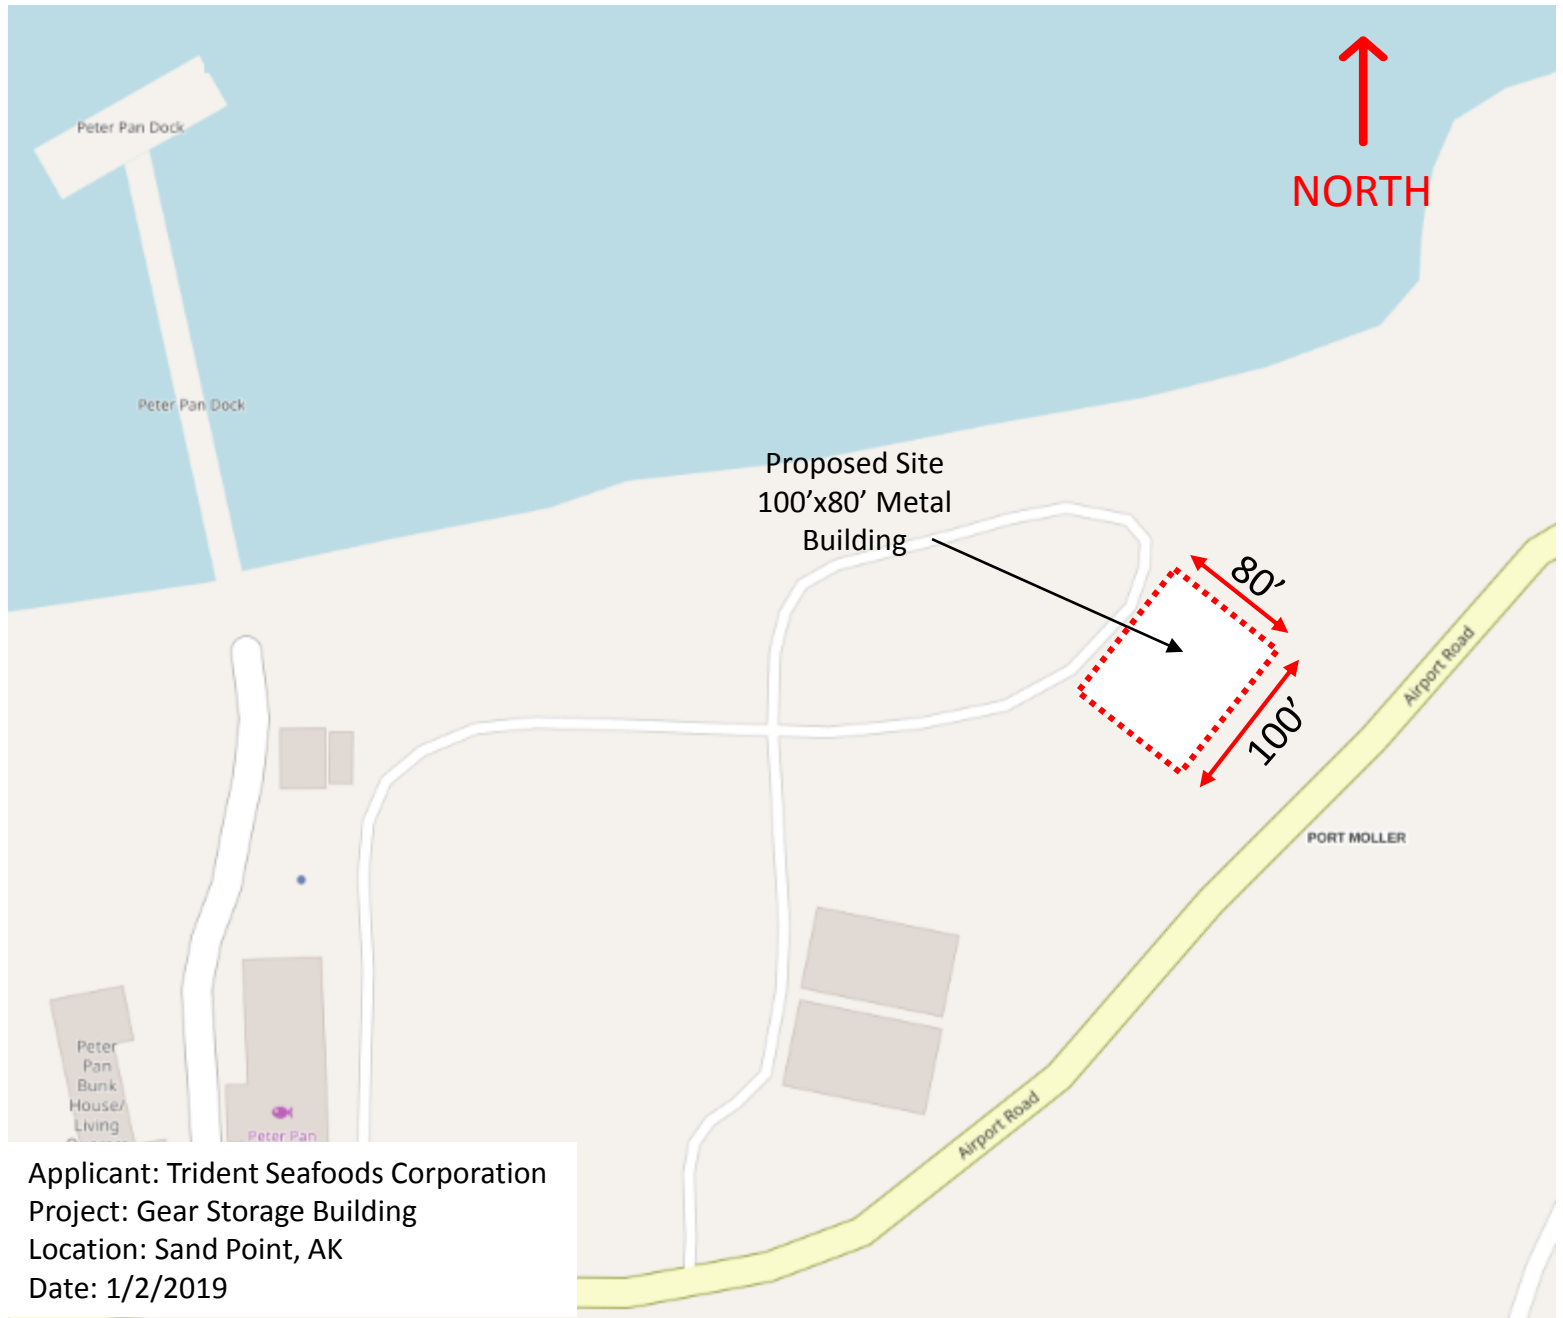 NORTH
Peter Pan Dock
Peter Pan Dock
Proposed Site
100’x80’ Metal
Building
80’
100’
Airport Road
PORT MOLLER
Airport Road
Peter
Pan
Bunk
House/
Living
Peter Pan
Applicant: Trident Seafoods Corporation
Project: Gear Storage Building
Location: Sand Point, AK
Date: 1/2/2019